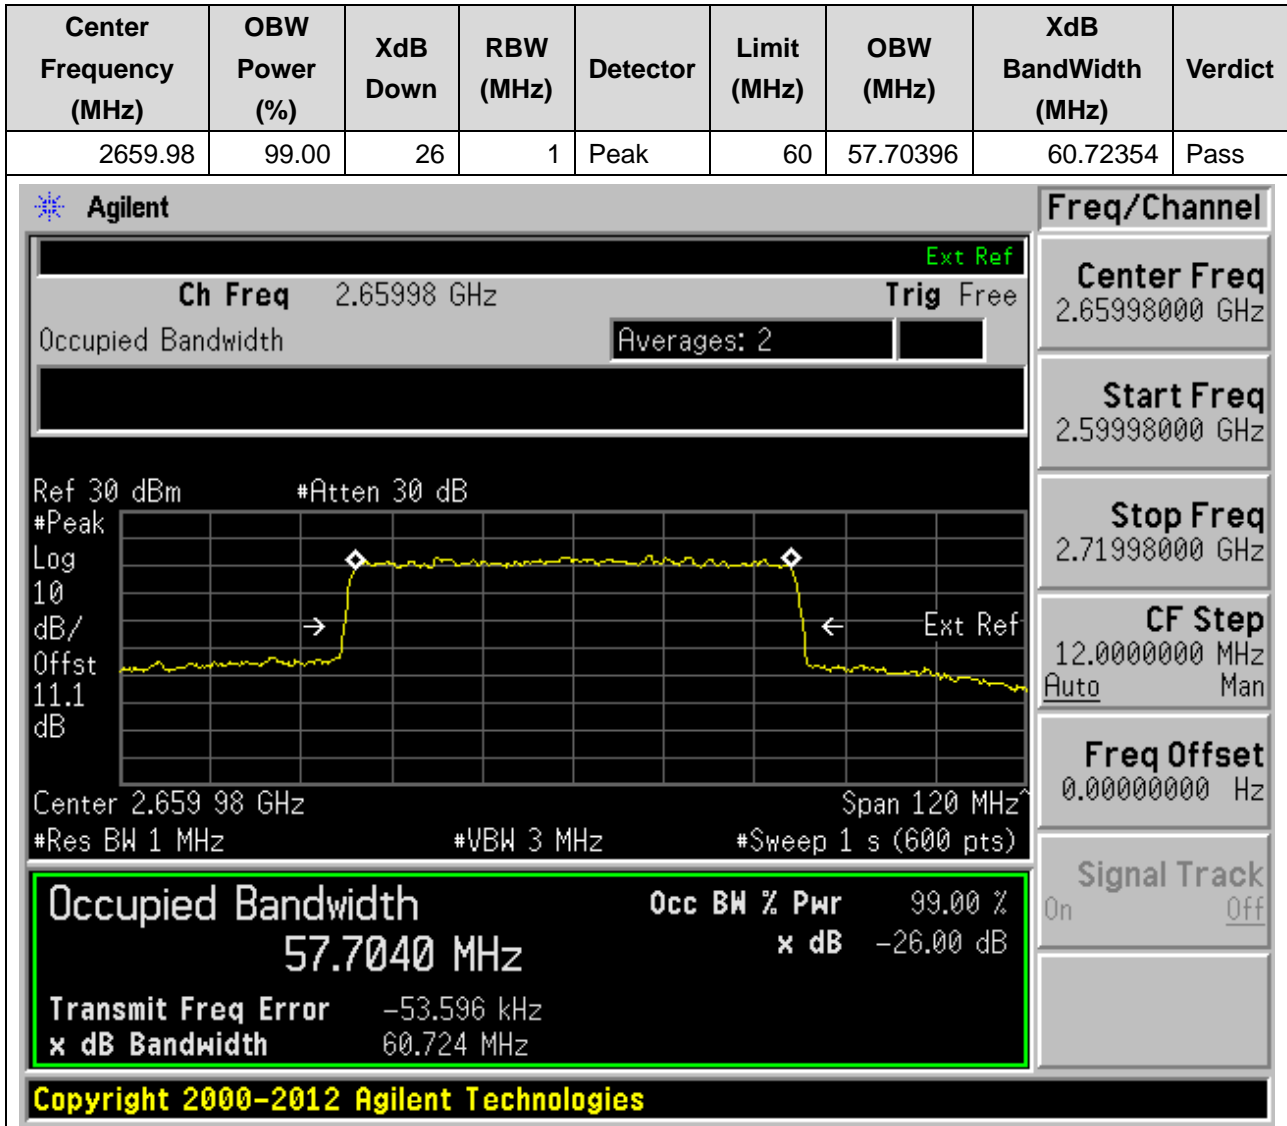 Center Frequency (MHz) OBW Power (%) XdB Down RBW (MHz) Detector Limit (MHz) OBW (MHz) XdB BandWidth (MHz) Verdict
2659.98 99.00 26 1 Peak 60 57.70396 60.72354 Pass
Agilent
Freq/Channel
Ext Ref
Ch Freq 2.65998 GHz Trig Free
Occupied Bandwidth Averages: 2
Ref 30 dBm #Atten 30 dB
#Peak
Log
10
dB/
Offst
11.1
dB
Ext Ref
Center 2.659 98 GHz Span 120 MHz^
#Res BW 1 MHz #VBW 3 MHz #Sweep 1 s (600 pts)
Occupied Bandwidth
57.7040 MHz
Occ BW % Pwr 99.00 %
x dB -26.00 dB
Transmit Freq Error -53.596 kHz
x dB Bandwidth 60.724 MHz
Center Freq
2.65998000 GHz
Start Freq
2.59998000 GHz
Stop Freq
2.71998000 GHz
CF Step
12.0000000 MHz
Auto Man
Freq Offset
0.00000000 Hz
Signal Track
On Off
Copyright 2000-2012 Agilent Technologies